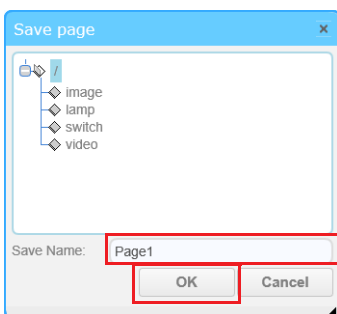 Save page
/
image
lamp
switch
video
Save Name: Page1
OK Cancel